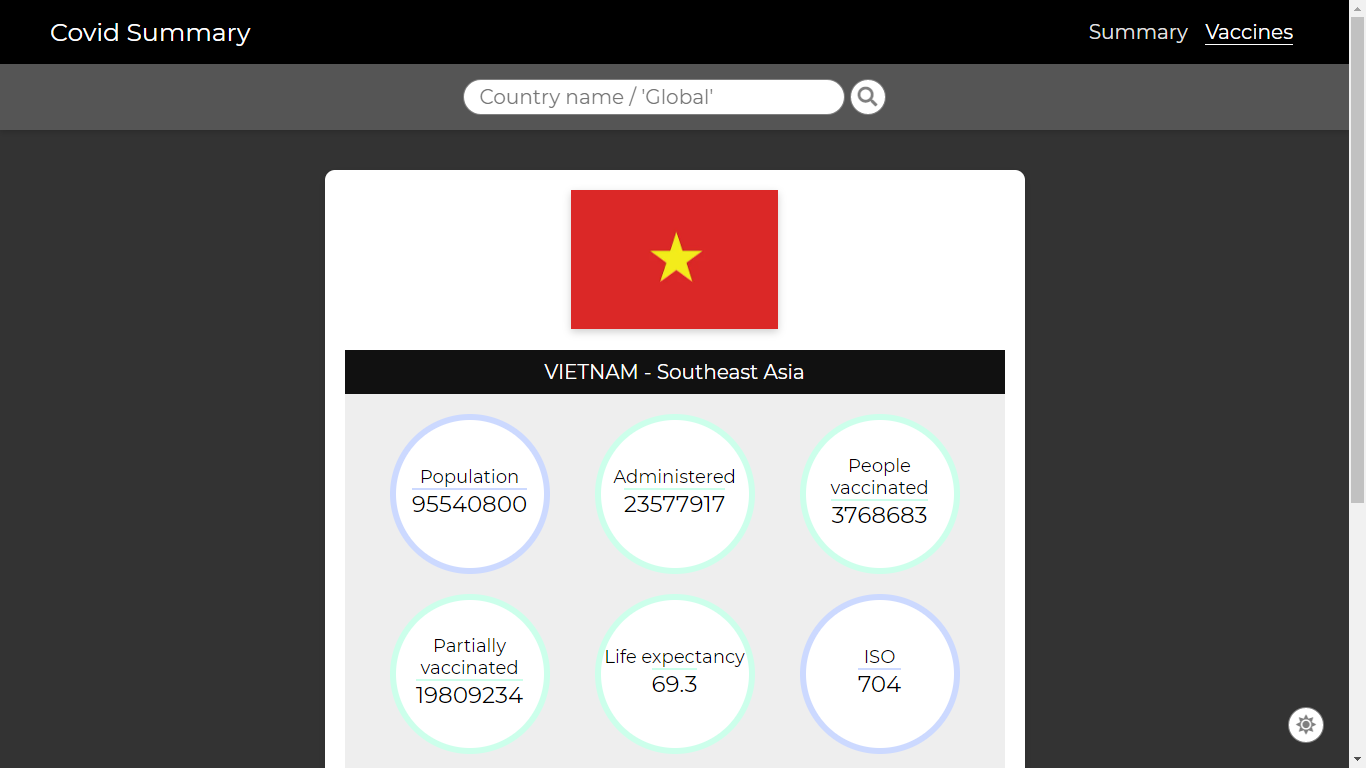 Covid Summary
Summary Vaccines
Country name / 'Global'
VIETNAM - Southeast Asia
Population
95540800
Administered
23577917
People
vaccinated
3768683
Partially
vaccinated
19809234
Life expectancy
69.3
ISO
704